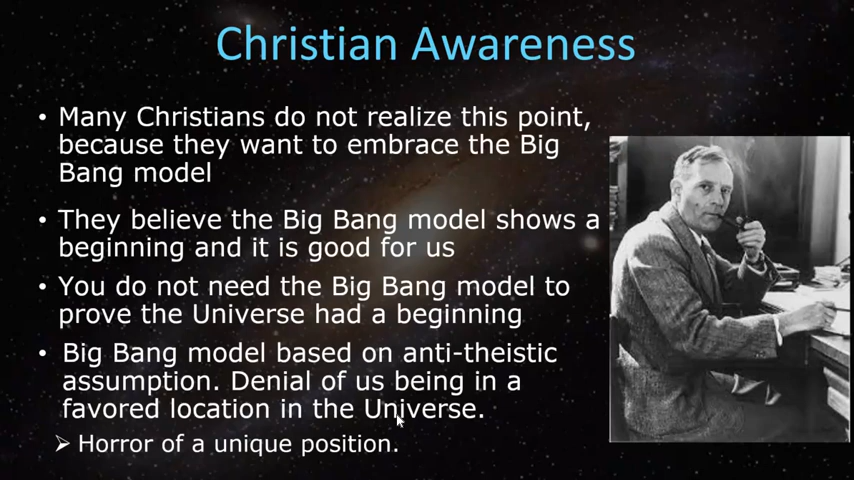 Christian Awareness
• Many Christians do not realize this point,
because they want to embrace the Big
Bang model
• They believe the Big Bang model shows a
beginning and it is good for us
• You do not need the Big Bang model to
prove the Universe had a beginning
• Big Bang model based on anti-theistic
assumption. Denial of us being in a
favored location in the Universe.
➢ Horror of a unique position.